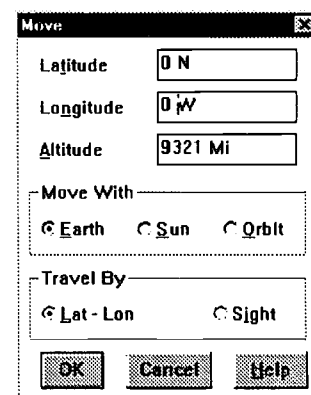 Move
Latitude 0 N
Longitude 0 W
Altitude 9321 Mi
Move With
Earth Sun Orbit
Travel By
Lat - Lon Sight
OK Cancel Help